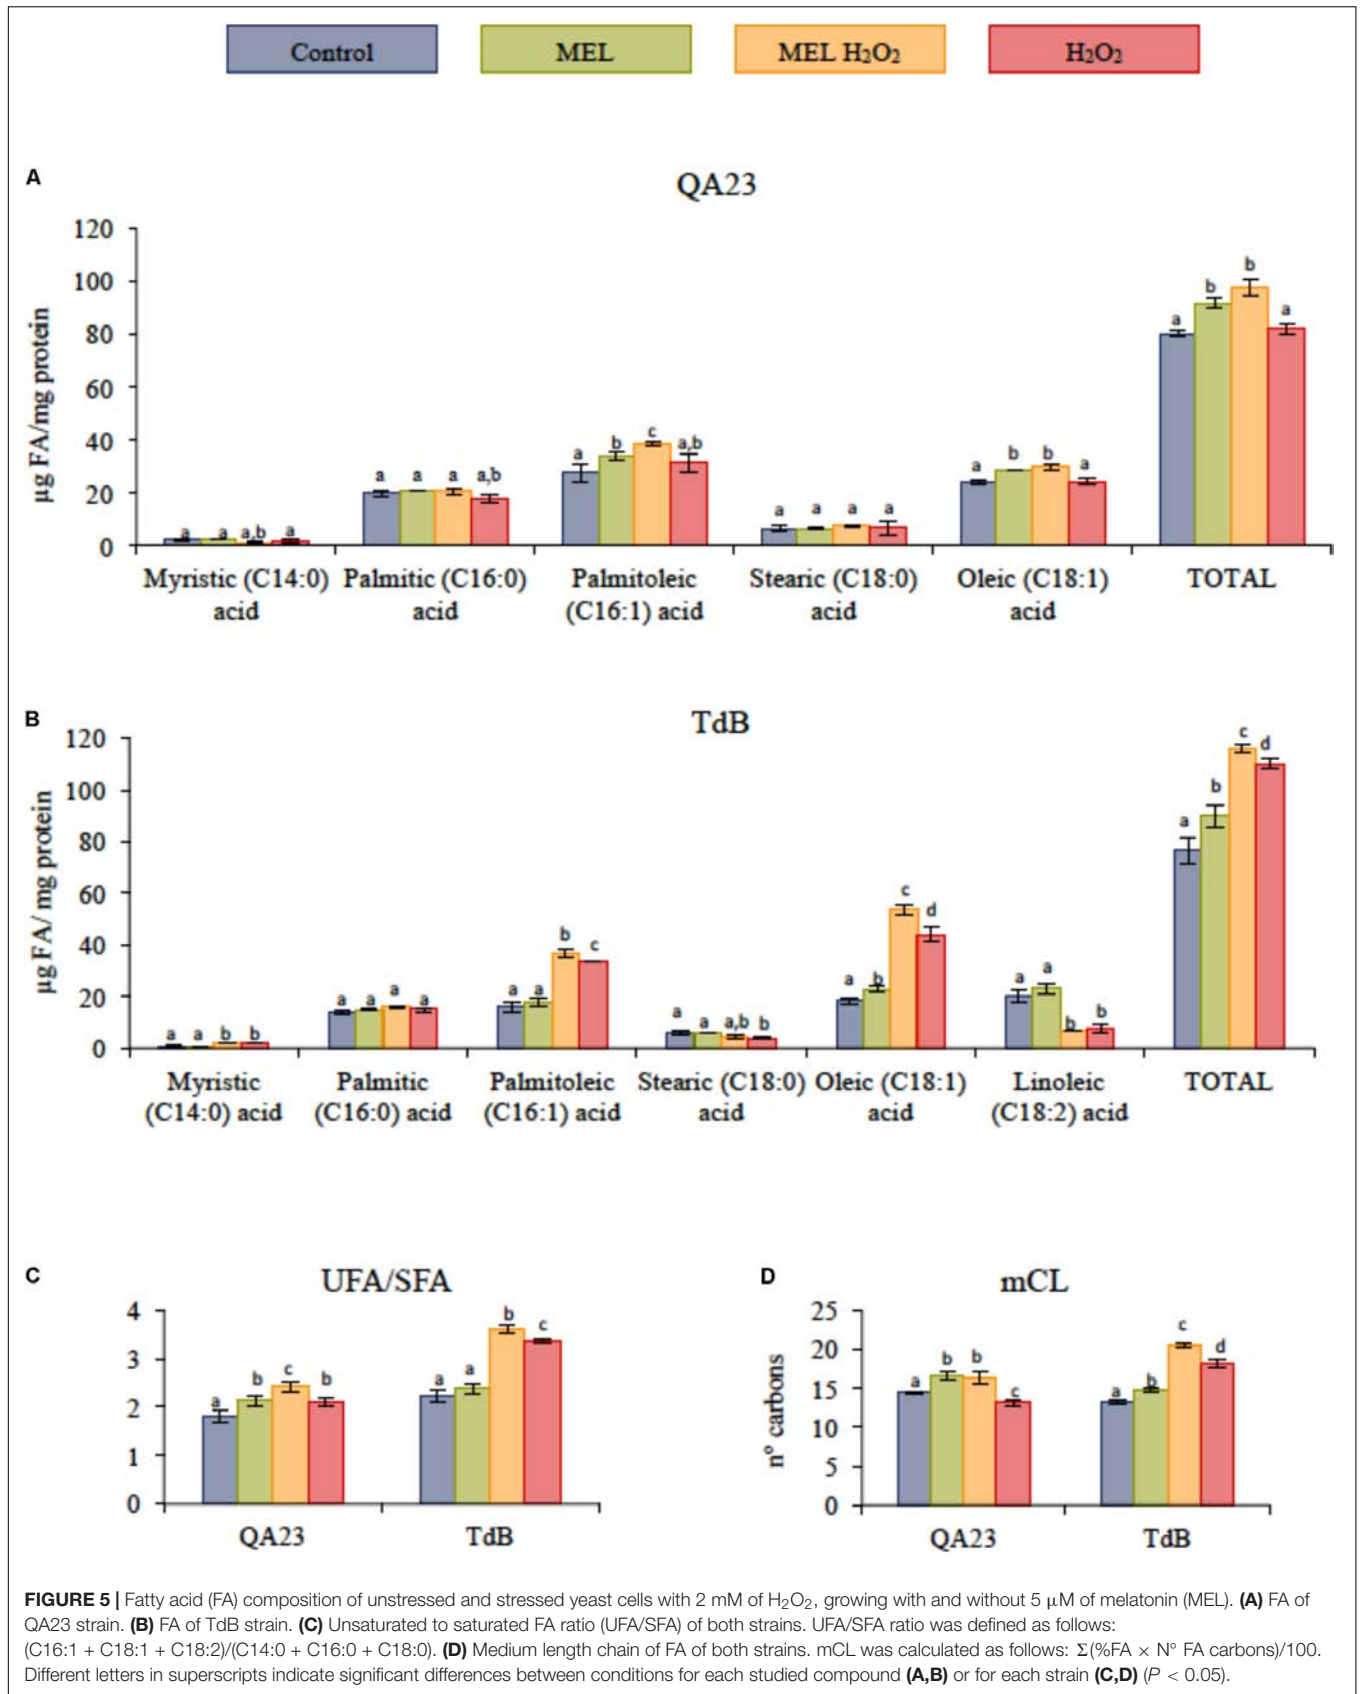 Control MEL MEL H₂O₂ H₂O₂
A
QA23
120
100
80
60
40
20
0
µg FA/mg protein
a a a,b a
a a a a,b
a b c a,b
a a a a
a b b a
a b b a
Myristic (C14:0) Palmitic (C16:0) Palmitoleic Stearic (C18:0) Oleic (C18:1) TOTAL
acid acid (C16:1) acid acid acid
B
TdB
120
100
80
60
40
20
0
µg FA/ mg protein
a a b b
a a a a
a a b c
a a a,b b
a b c d
a a b b
a b c d
Myristic Palmitic Palmitoleic Stearic (C18:0) Oleic (C18:1) Linoleic TOTAL
(C14:0) acid (C16:0) acid (C16:1) acid acid acid (C18:2) acid
C
UFA/SFA
4
3
2
1
0
a b c b
a a b c
QA23 TdB
D
mCL
25
20
15
10
5
0
nº carbons
a b b c
a b c d
QA23 TdB
FIGURE 5 | Fatty acid (FA) composition of unstressed and stressed yeast cells with 2 mM of H₂O₂, growing with and without 5 µM of melatonin (MEL). (A) FA of
QA23 strain. (B) FA of TdB strain. (C) Unsaturated to saturated FA ratio (UFA/SFA) of both strains. UFA/SFA ratio was defined as follows:
(C16:1 + C18:1 + C18:2)/(C14:0 + C16:0 + C18:0). (D) Medium length chain of FA of both strains. mCL was calculated as follows: Σ(%FA × N° FA carbons)/100.
Different letters in superscripts indicate significant differences between conditions for each studied compound (A,B) or for each strain (C,D) (P < 0.05).